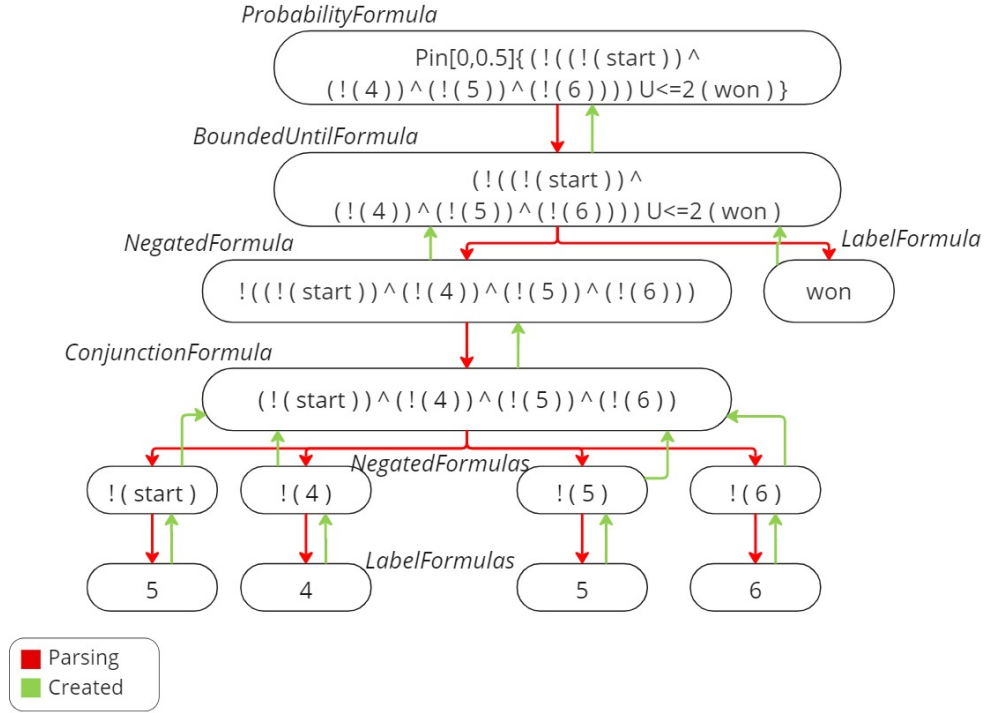 ProbabilityFormula
Pin[0,0.5]{ ( ! ( ( ! ( start ) ) ^
( ! ( 4 ) ) ^ ( ! ( 5 ) ) ^ ( ! ( 6 ) ) ) ) U<=2 ( won ) }
BoundedUntilFormula
( ! ( ( ! ( start ) ) ^
( ! ( 4 ) ) ^ ( ! ( 5 ) ) ^ ( ! ( 6 ) ) ) ) U<=2 ( won )
NegatedFormula
LabelFormula
! ( ( ! ( start ) ) ^ ( ! ( 4 ) ) ^ ( ! ( 5 ) ) ^ ( ! ( 6 ) ) )
won
ConjunctionFormula
( ! ( start ) ) ^ ( ! ( 4 ) ) ^ ( ! ( 5 ) ) ^ ( ! ( 6 ) )
NegatedFormulas
! ( start )
! ( 4 )
! ( 5 )
! ( 6 )
LabelFormulas
5
4
5
6
Parsing
Created